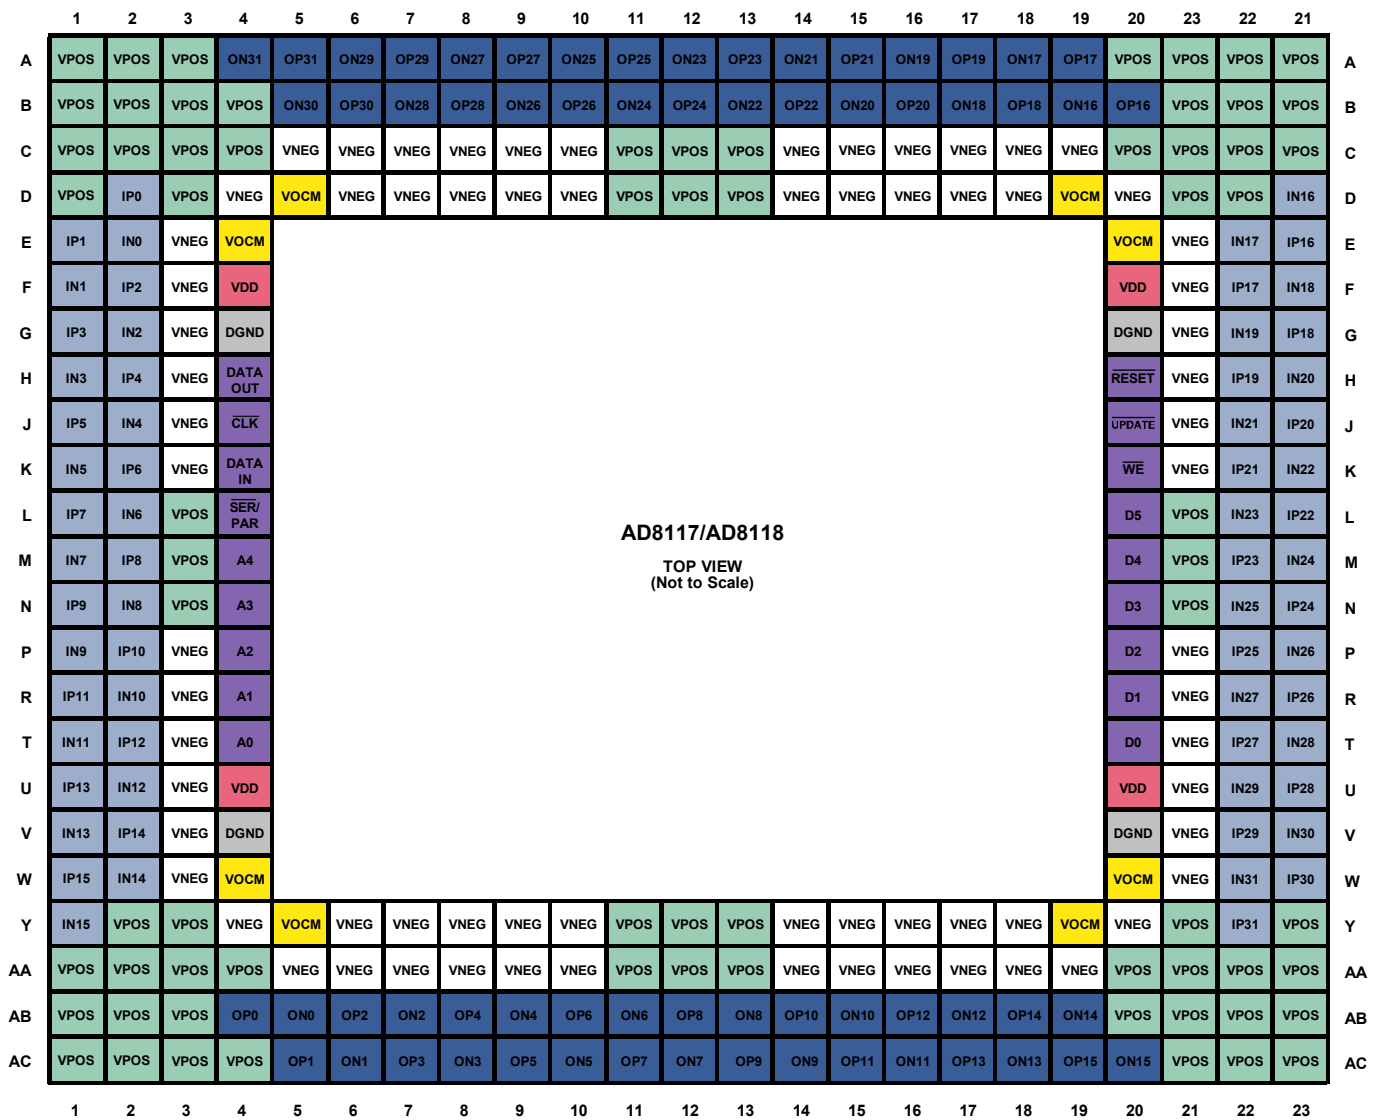 1 2 3 4 5 6 7 8 9 10 11 12 13 14 15 16 17 18 19 20 23 22 21
A VPOS VPOS VPOS ON31 OP31 ON29 OP29 ON27 OP27 ON25 OP25 ON23 OP23 ON21 OP21 ON19 OP19 ON17 OP17 VPOS VPOS VPOS VPOS A
B VPOS VPOS VPOS VPOS ON30 OP30 ON28 OP28 ON26 OP26 ON24 OP24 ON22 OP22 ON20 OP20 ON18 OP18 ON16 OP16 VPOS VPOS VPOS B
C VPOS VPOS VPOS VPOS VNEG VNEG VNEG VNEG VNEG VNEG VPOS VPOS VPOS VNEG VNEG VNEG VNEG VNEG VNEG VPOS VPOS VPOS VPOS C
D VPOS IP0 VPOS VNEG VOCM VNEG VNEG VNEG VNEG VNEG VPOS VPOS VPOS VNEG VNEG VNEG VNEG VNEG VOCM VNEG VPOS VPOS IN16 D
E IP1 IN0 VNEG VOCM VOCM VNEG IN17 IP16 E
F IN1 IP2 VNEG VDD VDD VNEG IP17 IN18 F
G IP3 IN2 VNEG DGND DGND VNEG IN19 IP18 G
H IN3 IP4 VNEG DATA OUT RESET VNEG IP19 IN20 H
J IP5 IN4 VNEG CLK UPDATE VNEG IN21 IP20 J
K IN5 IP6 VNEG DATA IN WE VNEG IP21 IN22 K
L IP7 IN6 VPOS SER/ PAR D5 VPOS IN23 IP22 L
AD8117/AD8118
M IN7 IP8 VPOS A4 D4 VPOS IP23 IN24 M
TOP VIEW
(Not to Scale)
N IP9 IN8 VPOS A3 D3 VPOS IN25 IP24 N
P IN9 IP10 VNEG A2 D2 VNEG IP25 IN26 P
R IP11 IN10 VNEG A1 D1 VNEG IN27 IP26 R
T IN11 IP12 VNEG A0 D0 VNEG IP27 IN28 T
U IP13 IN12 VNEG VDD VDD VNEG IN29 IP28 U
V IN13 IP14 VNEG DGND DGND VNEG IP29 IN30 V
W IP15 IN14 VNEG VOCM VOCM VNEG IN31 IP30 W
Y IN15 VPOS VPOS VNEG VOCM VNEG VNEG VNEG VNEG VNEG VPOS VPOS VPOS VNEG VNEG VNEG VNEG VNEG VOCM VNEG VPOS IP31 VPOS Y
AA VPOS VPOS VPOS VPOS VNEG VNEG VNEG VNEG VNEG VNEG VPOS VPOS VPOS VNEG VNEG VNEG VNEG VNEG VNEG VPOS VPOS VPOS VPOS AA
AB VPOS VPOS VPOS OP0 ON0 OP2 ON2 OP4 ON4 OP6 ON6 OP8 ON8 OP10 ON10 OP12 ON12 OP14 ON14 VPOS VPOS VPOS VPOS AB
AC VPOS VPOS VPOS VPOS OP1 ON1 OP3 ON3 OP5 ON5 OP7 ON7 OP9 ON9 OP11 ON11 OP13 ON13 OP15 ON15 VPOS VPOS VPOS AC
1 2 3 4 5 6 7 8 9 10 11 12 13 14 15 16 17 18 19 20 21 22 23